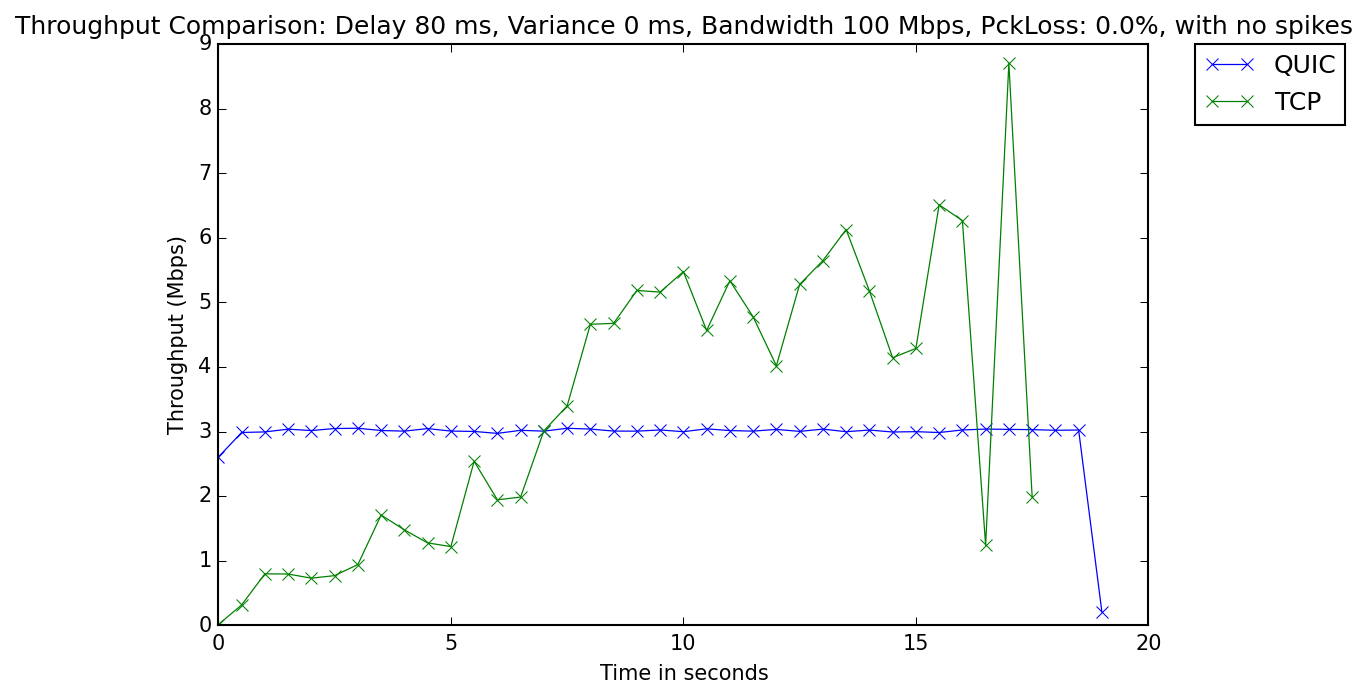 Throughput Comparison: Delay 80 ms, Variance 0 ms, Bandwidth 100 Mbps, PckLoss: 0.0%, with no spikes
QUIC
TCP
Throughput (Mbps)
9
8
7
6
5
4
3
2
1
0
0 5 10 15 20
Time in seconds